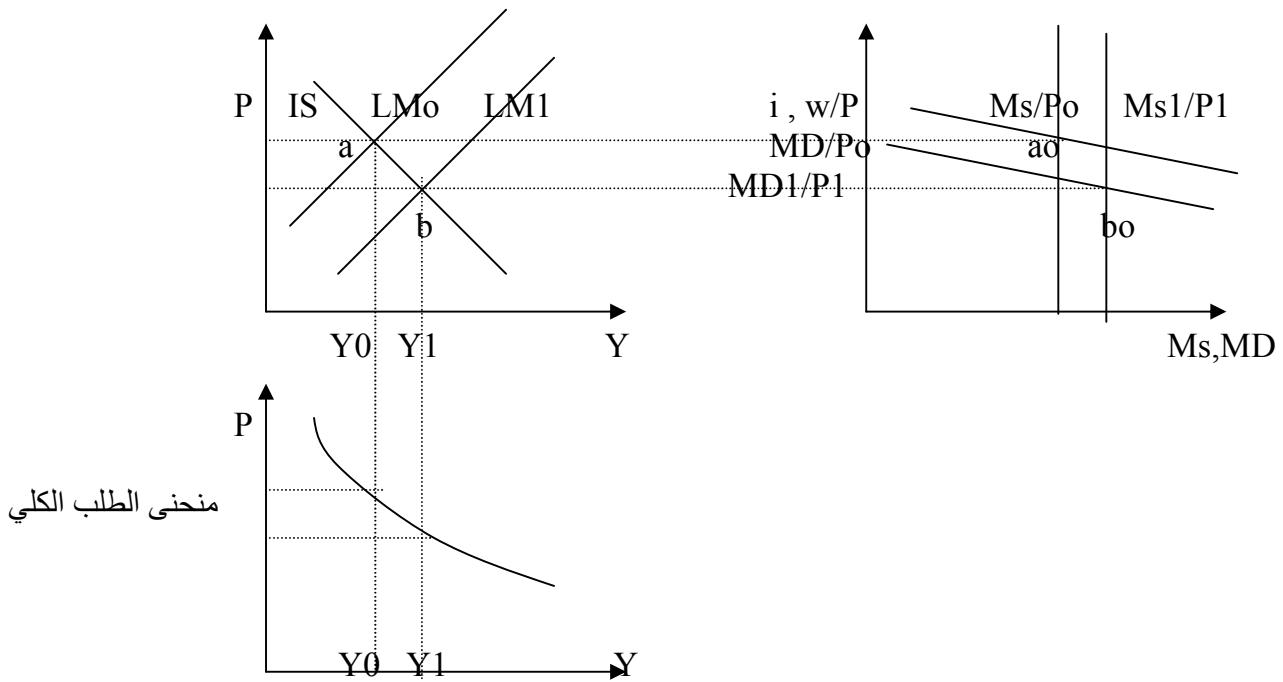 P IS LMo LM1
a
b
Y0 Y1 Y
i , w/P Ms/Po Ms1/P1
MD/Po ao
MD1/P1
bo
Ms,MD
P
منحنى الطلب الكلي
Y0 Y1 Y